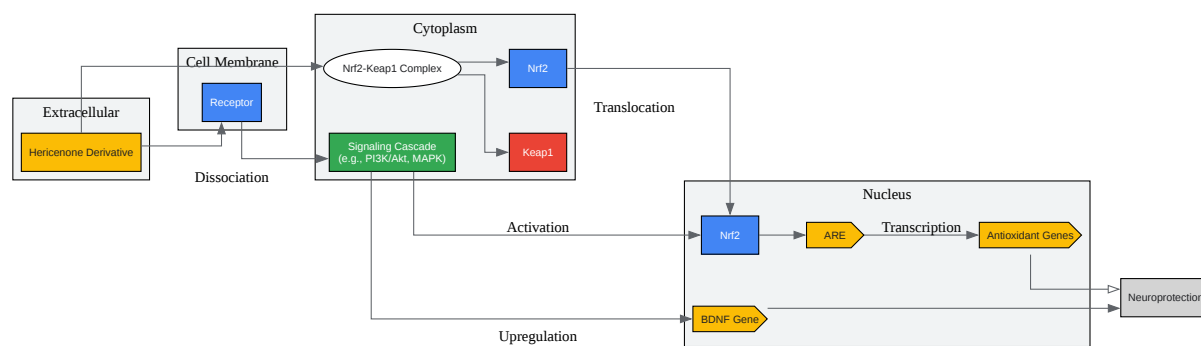 Cytoplasm
Cell Membrane
Nrf2-Keap1 Complex
Nrf2
Extracellular
Receptor
Translocation
Hericenone Derivative
Signaling Cascade
(e.g., PI3K/Akt, MAPK)
Keap1
Dissociation
Nucleus
Activation
Nrf2
ARE
Transcription
Antioxidant Genes
Neuroprotection
BDNF Gene
Upregulation